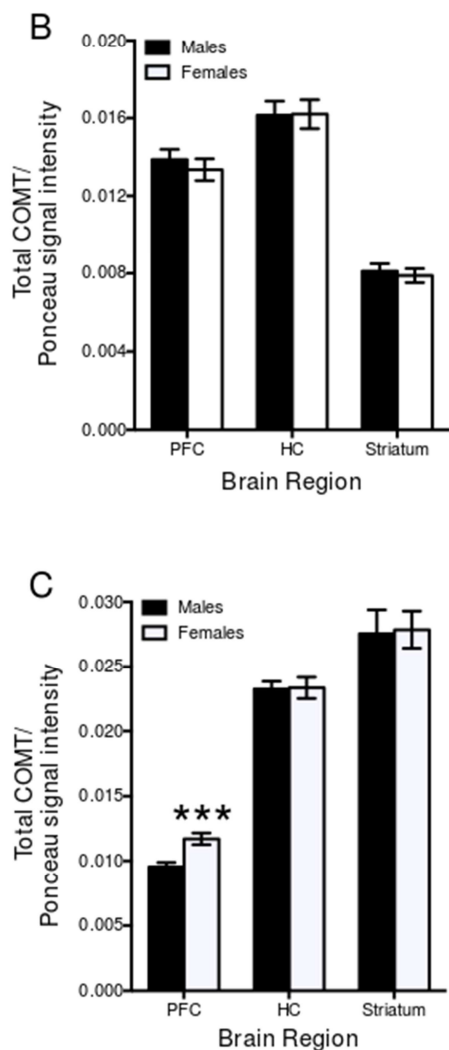 B
Total COMT/
Ponceau signal intensity
0.020
0.016
0.012
0.008
0.004
0.000
Males
Females
PFC HC Striatum
Brain Region
C
Total COMT/
Ponceau signal intensity
0.030
0.025
0.020
0.015
0.010
0.005
0.000
Males
Females
***
PFC HC Striatum
Brain Region